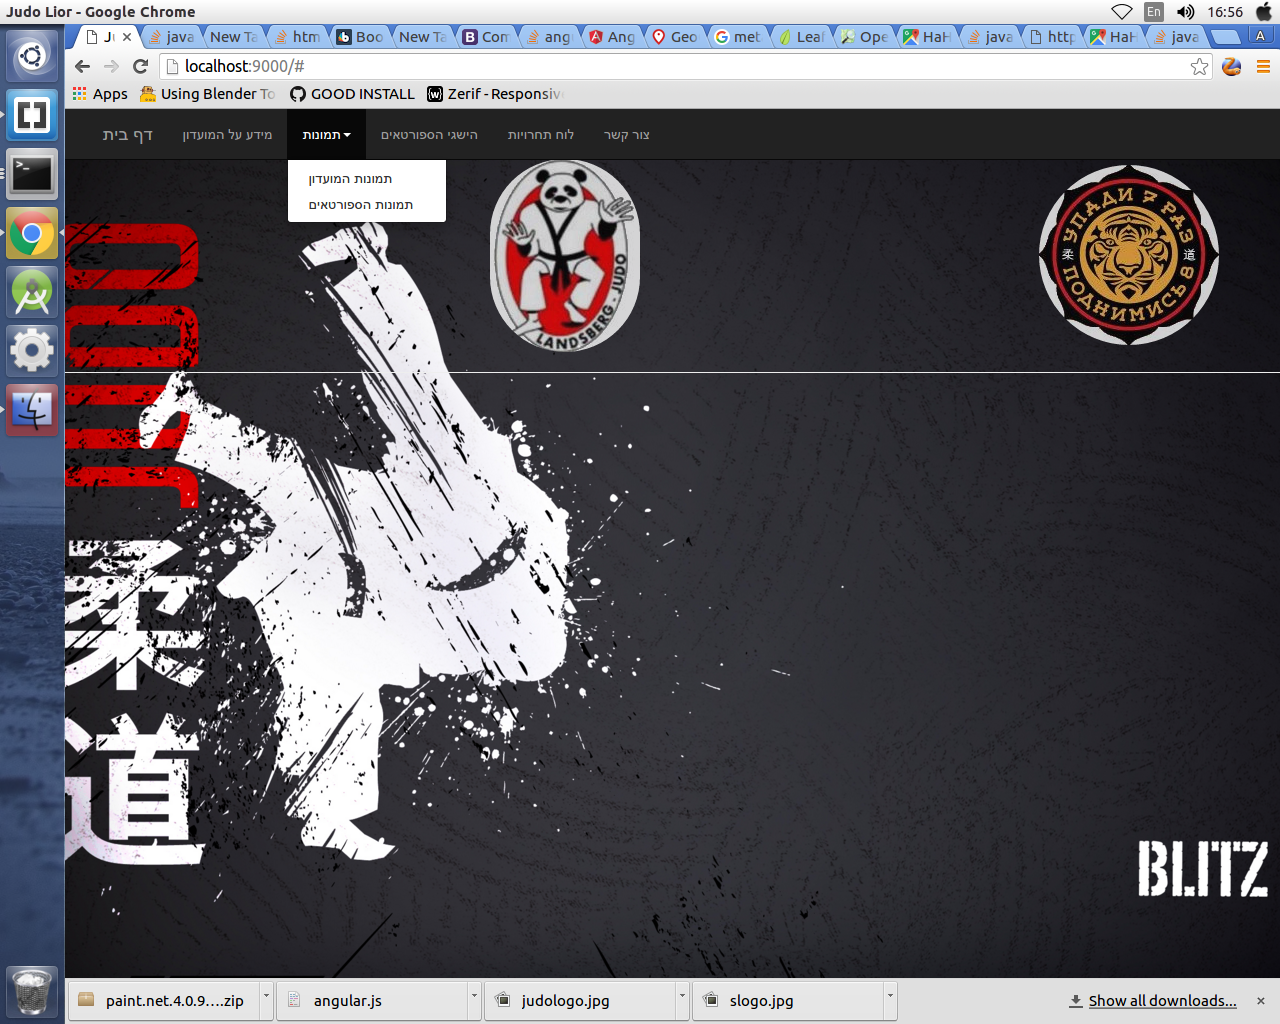 Judo Lior - Google Chrome
En
16:56
java
New Ta
htm
Boo
New Ta
Com
ang
Ang
Geo
met
Leaf
Ope
HaH
java
http
HaH
java
A
localhost:9000/#
Apps
Using Blender To
GOOD INSTALL
Zerif - Responsiv
דף בית
מידע על המועדון
תמונות
הישגי הספורטאים
לוח תחרויות
צור קשר
תמונות המועדון
תמונות הספורטאים
LANDSBERG - JUDO
УПАДИ 7 РАЗ
柔 道
ПОДНИМИСЬ 8
JUDO
柔
道
BLITZ
paint.net.4.0.9....zip
angular.js
judologo.jpg
slogo.jpg
Show all downloads...